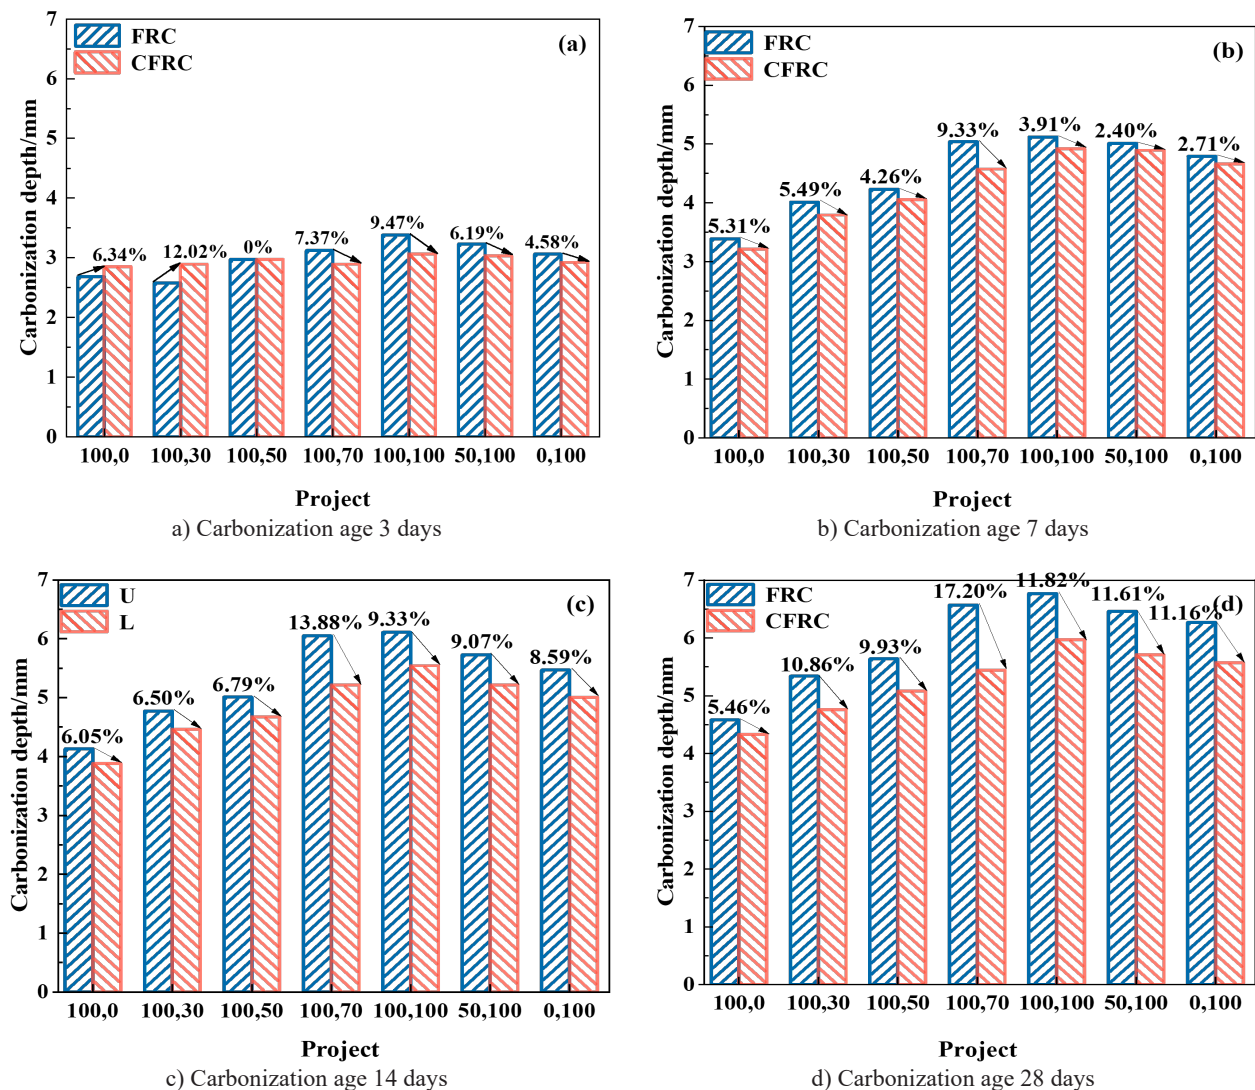 FRC
CFRC
(a)
Carbonization depth/mm
7
6
5
4
3
2
1
0
6.34%
12.02%
0%
7.37%
9.47%
6.19%
4.58%
100,0 100,30 100,50 100,70 100,100 50,100 0,100
Project
a) Carbonization age 3 days
FRC
CFRC
(b)
Carbonization depth/mm
7
6
5
4
3
2
1
0
5.31%
5.49%
4.26%
9.33%
3.91%
2.40%
2.71%
100,0 100,30 100,50 100,70 100,100 50,100 0,100
Project
b) Carbonization age 7 days
U
L
(c)
Carbonization depth/mm
7
6
5
4
3
2
1
0
6.05%
6.50%
6.79%
13.88%
9.33%
9.07%
8.59%
100,0 100,30 100,50 100,70 100,100 50,100 0,100
Project
c) Carbonization age 14 days
FRC
CFRC
(d)
Carbonization depth/mm
7
6
5
4
3
2
1
0
5.46%
10.86%
9.93%
17.20%
11.82%
11.61%
11.16%
100,0 100,30 100,50 100,70 100,100 50,100 0,100
Project
d) Carbonization age 28 days